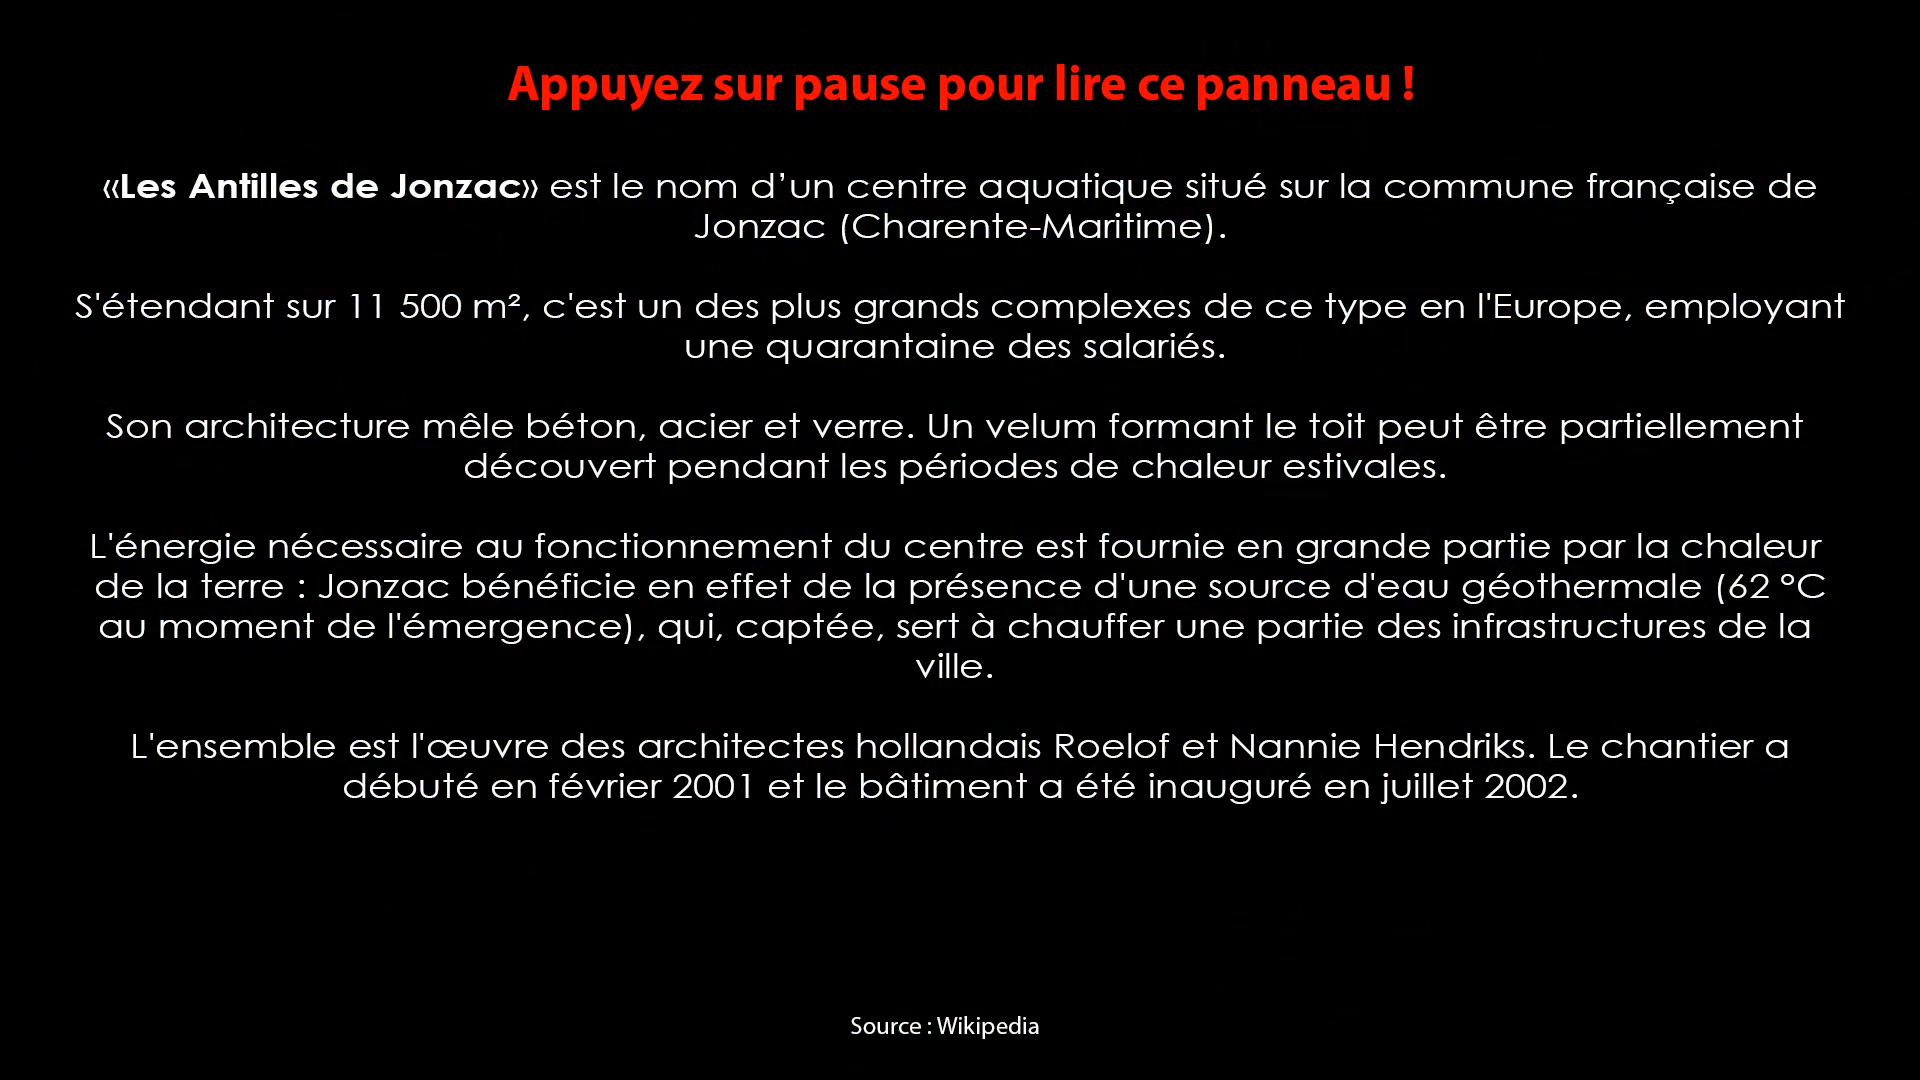 Appuyez sur pause pour lire ce panneau !
«Les Antilles de Jonzac» est le nom d’un centre aquatique situé sur la commune française de
Jonzac (Charente-Maritime).
S'étendant sur 11 500 m², c'est un des plus grands complexes de ce type en l'Europe, employant
une quarantaine des salariés.
Son architecture mêle béton, acier et verre. Un velum formant le toit peut être partiellement
découvert pendant les périodes de chaleur estivales.
L'énergie nécessaire au fonctionnement du centre est fournie en grande partie par la chaleur
de la terre : Jonzac bénéficie en effet de la présence d'une source d'eau géothermale (62 °C
au moment de l'émergence), qui, captée, sert à chauffer une partie des infrastructures de la
ville.
L'ensemble est l'œuvre des architectes hollandais Roelof et Nannie Hendriks. Le chantier a
débuté en février 2001 et le bâtiment a été inauguré en juillet 2002.
Source : Wikipedia